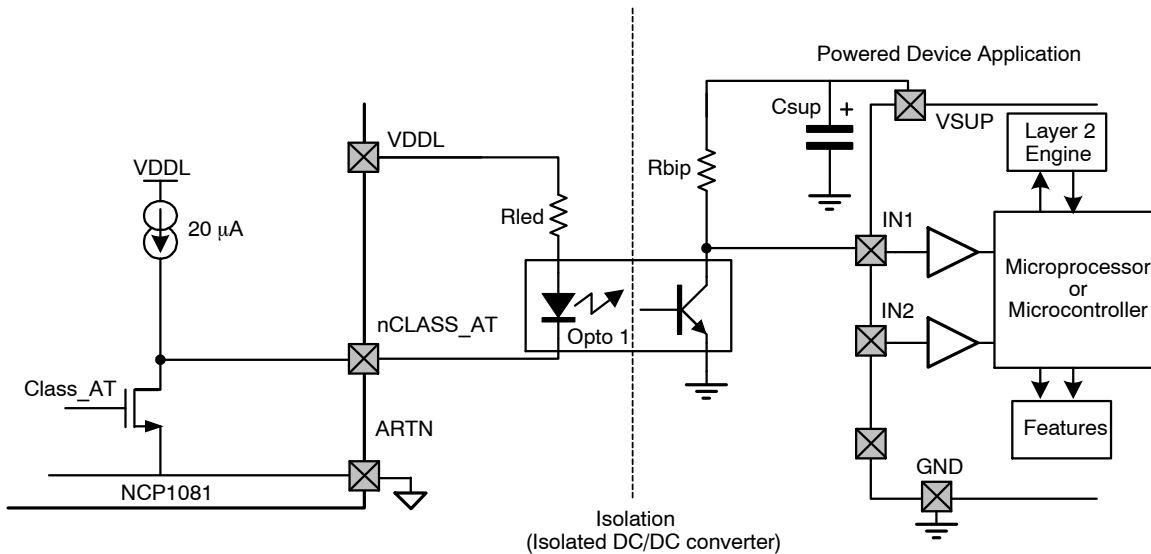 Powered Device Application
VDDL
20 μA
Class_AT
NCP1081
VDDL
nCLASS_AT
ARTN
Rled
Opto 1
Rbip
Csup
+
VSUP
IN1
IN2
GND
Layer 2
Engine
Microprocessor
or
Microcontroller
Features
Isolation
(Isolated DC/DC converter)